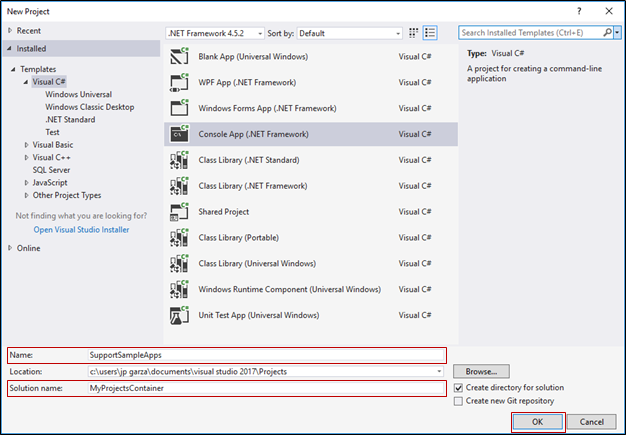 New Project
? ×
Recent
Installed
Templates
Visual C#
Windows Universal
Windows Classic Desktop
.NET Standard
Test
Visual Basic
Visual C++
SQL Server
JavaScript
Other Project Types
Not finding what you are looking for?
Open Visual Studio Installer
Online
.NET Framework 4.5.2 Sort by: Default
Blank App (Universal Windows) Visual C#
WPF App (.NET Framework) Visual C#
Windows Forms App (.NET Framework) Visual C#
Console App (.NET Framework) Visual C#
Class Library (.NET Standard) Visual C#
Class Library (.NET Framework) Visual C#
Shared Project Visual C#
Class Library (Portable) Visual C#
Class Library (Universal Windows) Visual C#
Windows Runtime Component (Universal Windows) Visual C#
Unit Test App (Universal Windows) Visual C#
Search Installed Templates (Ctrl+E)
Type: Visual C#
A project for creating a command-line
application
Name: SupportSampleApps
Location: c:\users\jp garza\documents\visual studio 2017\Projects
Solution name: MyProjectsContainer
Browse...
Create directory for solution
Create new Git repository
OK Cancel